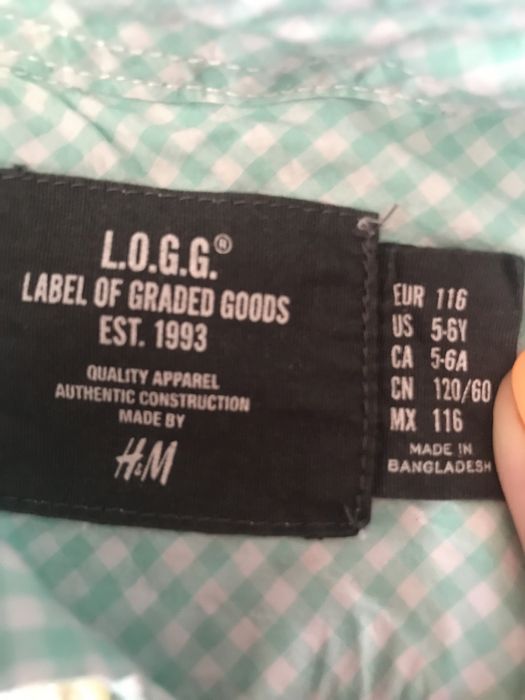 L.O.G.G.®
LABEL OF GRADED GOODS
EST. 1993
QUALITY APPAREL
AUTHENTIC CONSTRUCTION
MADE BY
H&M
EUR 116
US 5-6Y
CA 5-6A
CN 120/60
MX 116
MADE IN
BANGLADESH